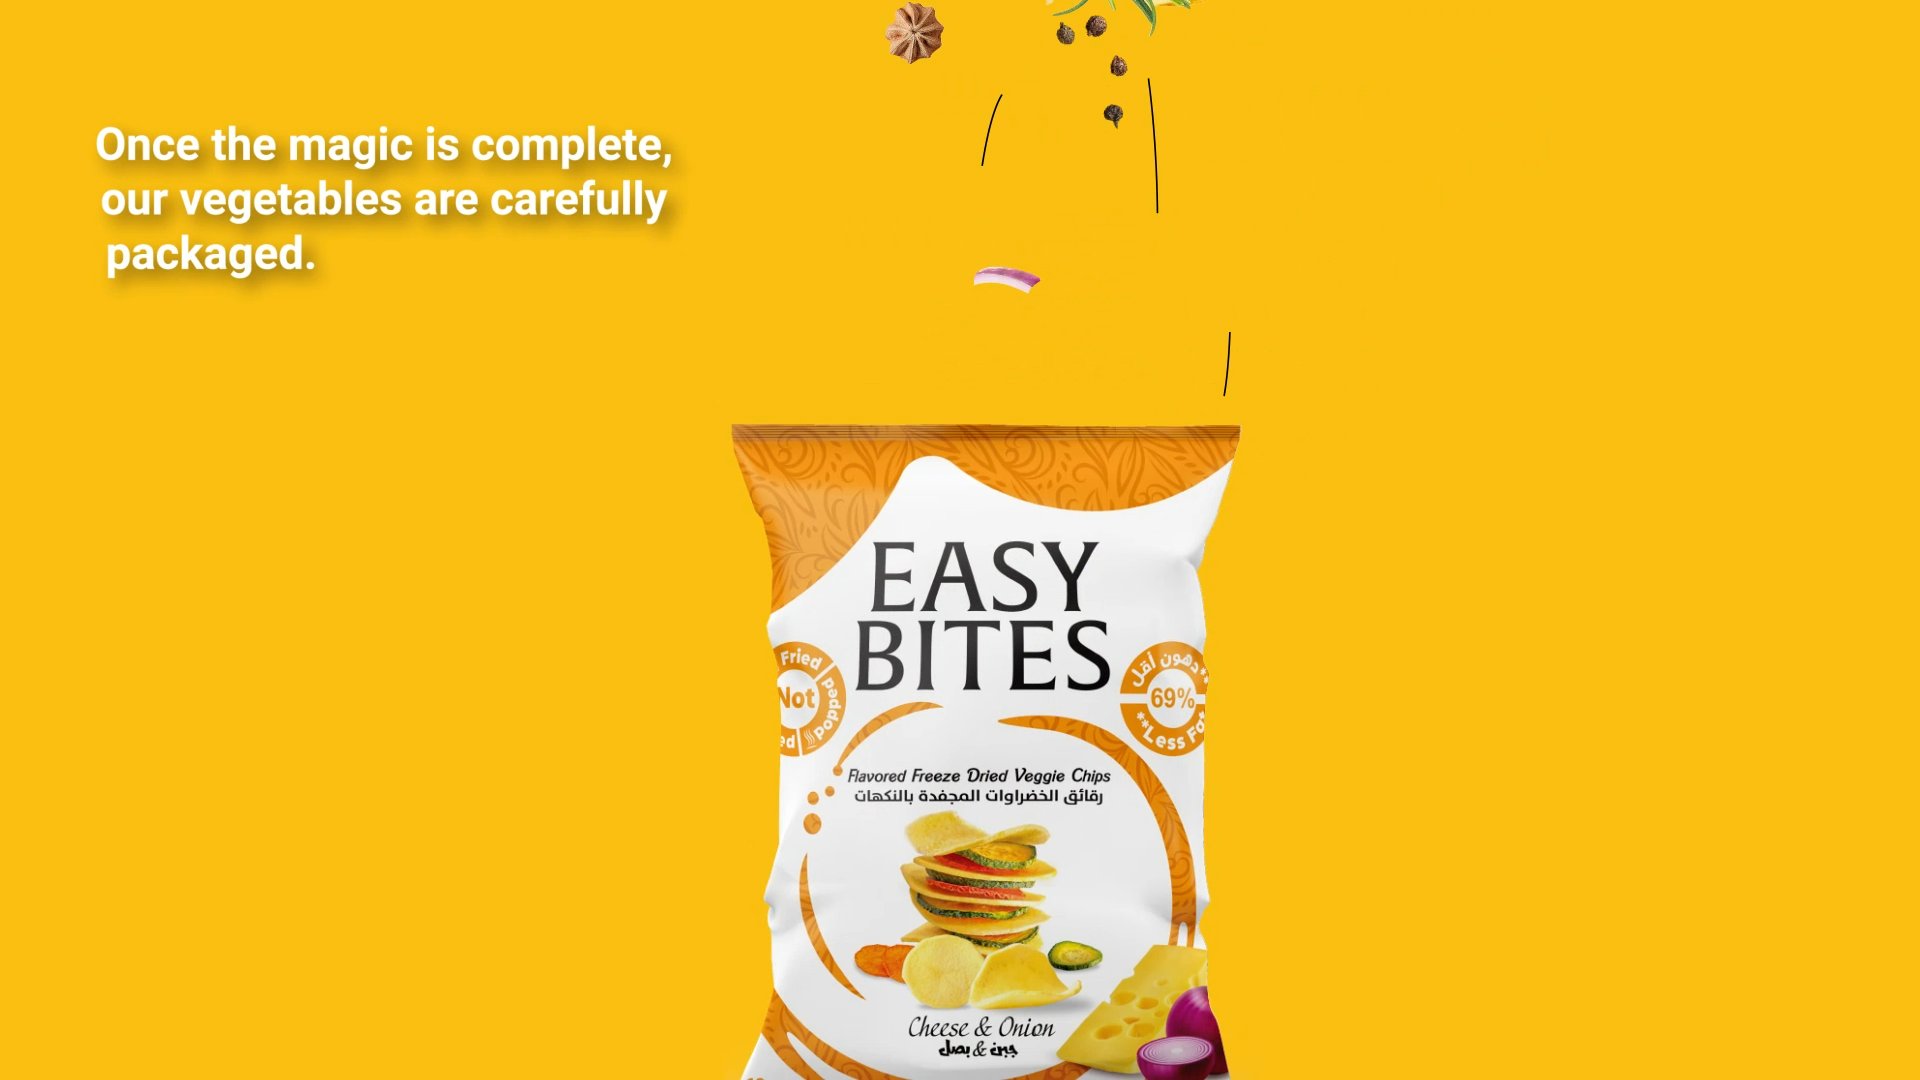 Once the magic is complete,
our vegetables are carefully
packaged.
EASY
BITES
Fried
Not
Popped
دهون أقل**
69%
**Less Fat
Flavored Freeze Dried Veggie Chips
رقائق الخضراوات المجفدة بالنكهات
Cheese & Onion
جبن & بصل